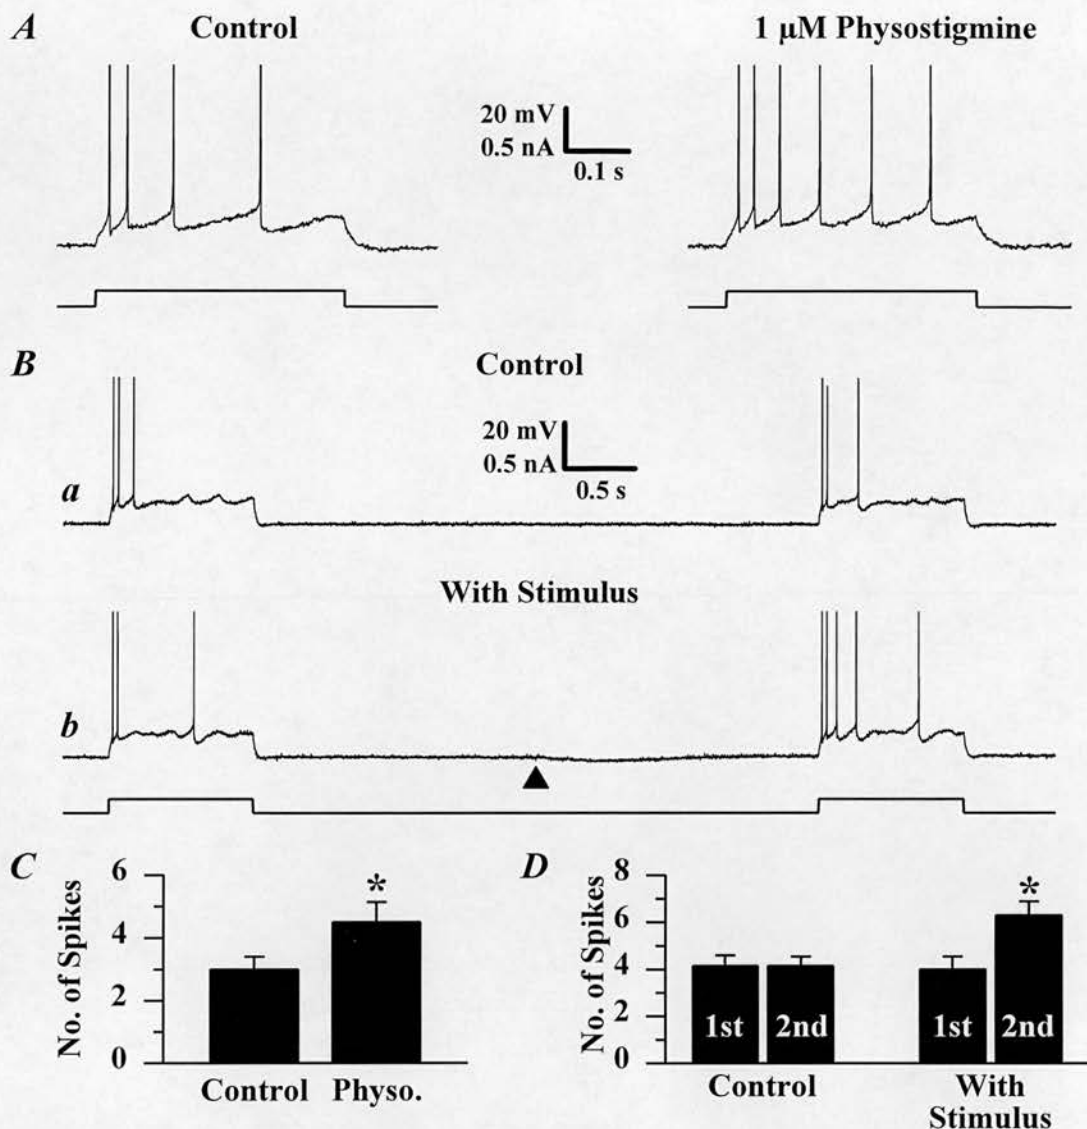 A
Control
1 µM Physostigmine
20 mV
0.5 nA
0.1 s
B
Control
20 mV
0.5 nA
0.5 s
a
With Stimulus
b
C
No. of Spikes
6
4
2
0
*
Control
Physo.
D
No. of Spikes
8
6
4
2
0
*
1st
2nd
1st
2nd
Control
With
Stimulus